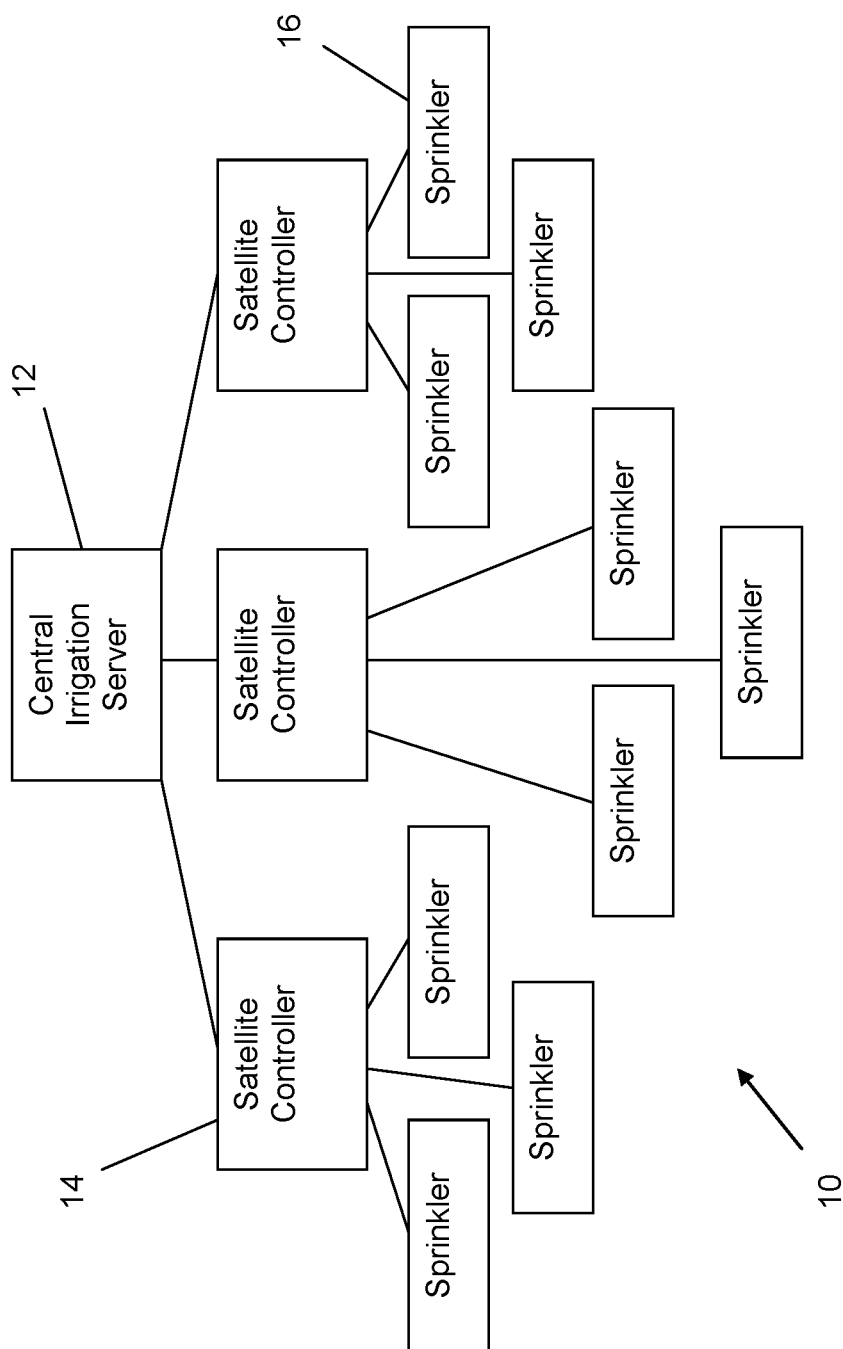 12
Central
Irrigation
Server
14
16
Satellite
Controller
Satellite
Controller
Satellite
Controller
Sprinkler
Sprinkler
Sprinkler
Sprinkler
Sprinkler
Sprinkler
Sprinkler
Sprinkler
Sprinkler
10